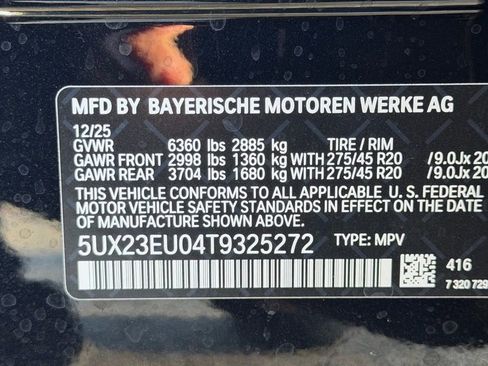 MFD BY BAYERISCHE MOTOREN WERKE AG
12/25
GVWR 6360 lbs 2885 kg TIRE / RIM
GAWR FRONT 2998 lbs 1360 kg WITH 275/45 R20 /9.0Jx 20
GAWR REAR 3704 lbs 1680 kg WITH 275/45 R20 /9.0Jx 20
THIS VEHICLE CONFORMS TO ALL APPLICABLE U. S. FEDERAL
MOTOR VEHICLE SAFETY STANDARDS IN EFFECT ON THE
DATE OF MANUFACTURE SHOWN ABOVE.
5UX23EU04T9325272 TYPE: MPV
416
7 320 729